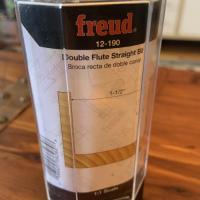 freud
12-190
Double Flute Straight Bit
Broca recta de doble canal
1-1/2"
1:1 Scale